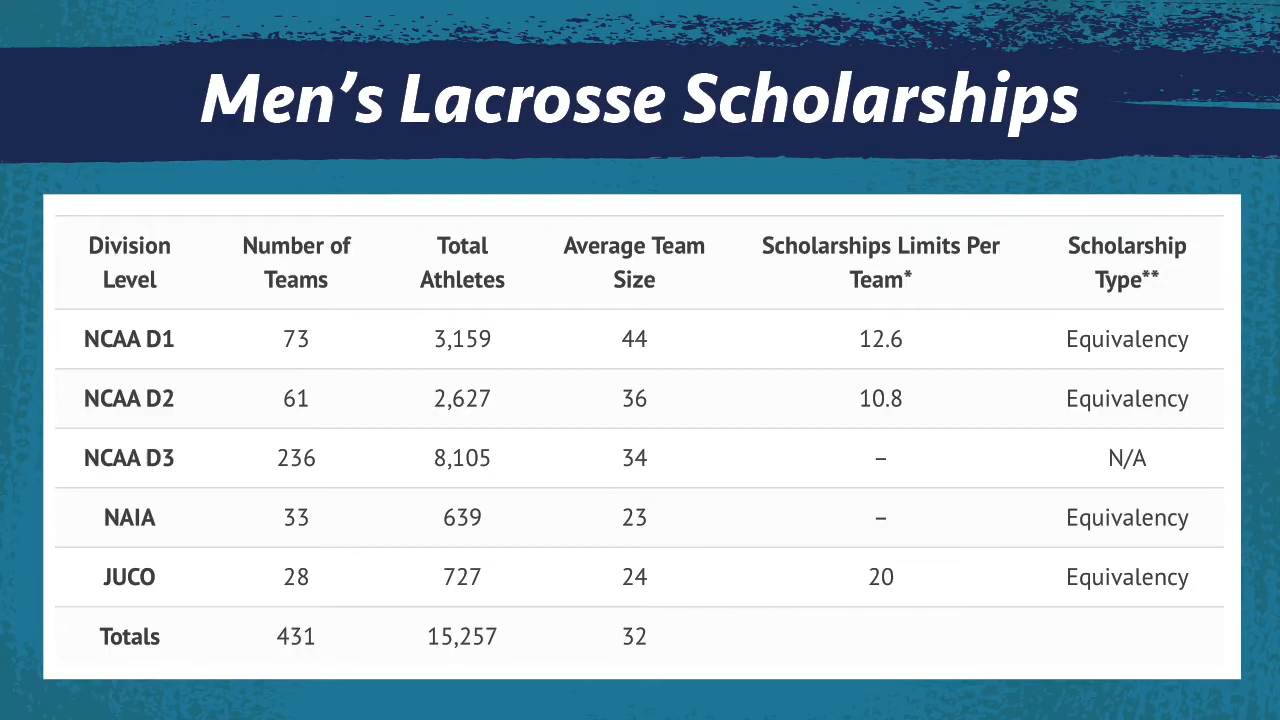 Men’s Lacrosse Scholarships
Division Level Number of Teams Total Athletes Average Team Size Scholarships Limits Per Team* Scholarship Type**
NCAA D1 73 3,159 44 12.6 Equivalency
NCAA D2 61 2,627 36 10.8 Equivalency
NCAA D3 236 8,105 34 – N/A
NAIA 33 639 23 – Equivalency
JUCO 28 727 24 20 Equivalency
Totals 431 15,257 32